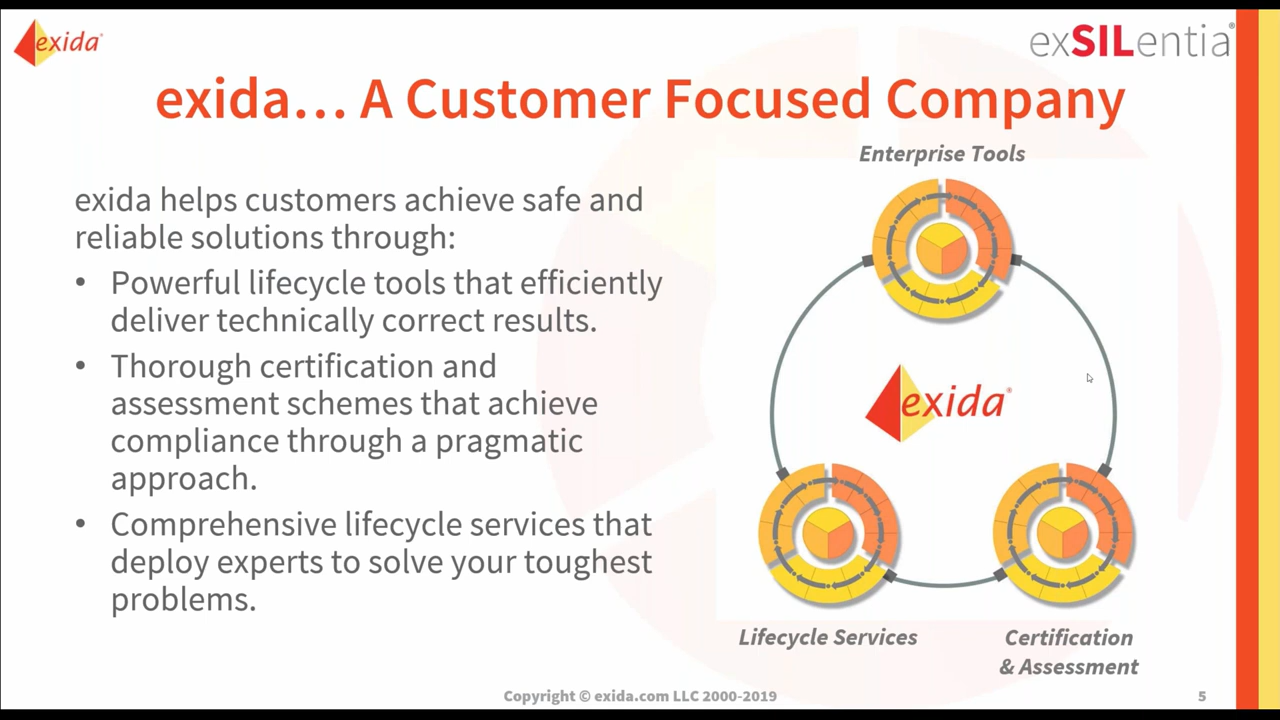 exida®
exSILentia®
exida... A Customer Focused Company
Enterprise Tools
exida helps customers achieve safe and
reliable solutions through:
• Powerful lifecycle tools that efficiently
deliver technically correct results.
• Thorough certification and
assessment schemes that achieve
compliance through a pragmatic
approach.
• Comprehensive lifecycle services that
deploy experts to solve your toughest
problems.
exida®
Lifecycle Services
Certification
& Assessment
Copyright © exida.com LLC 2000-2019
5